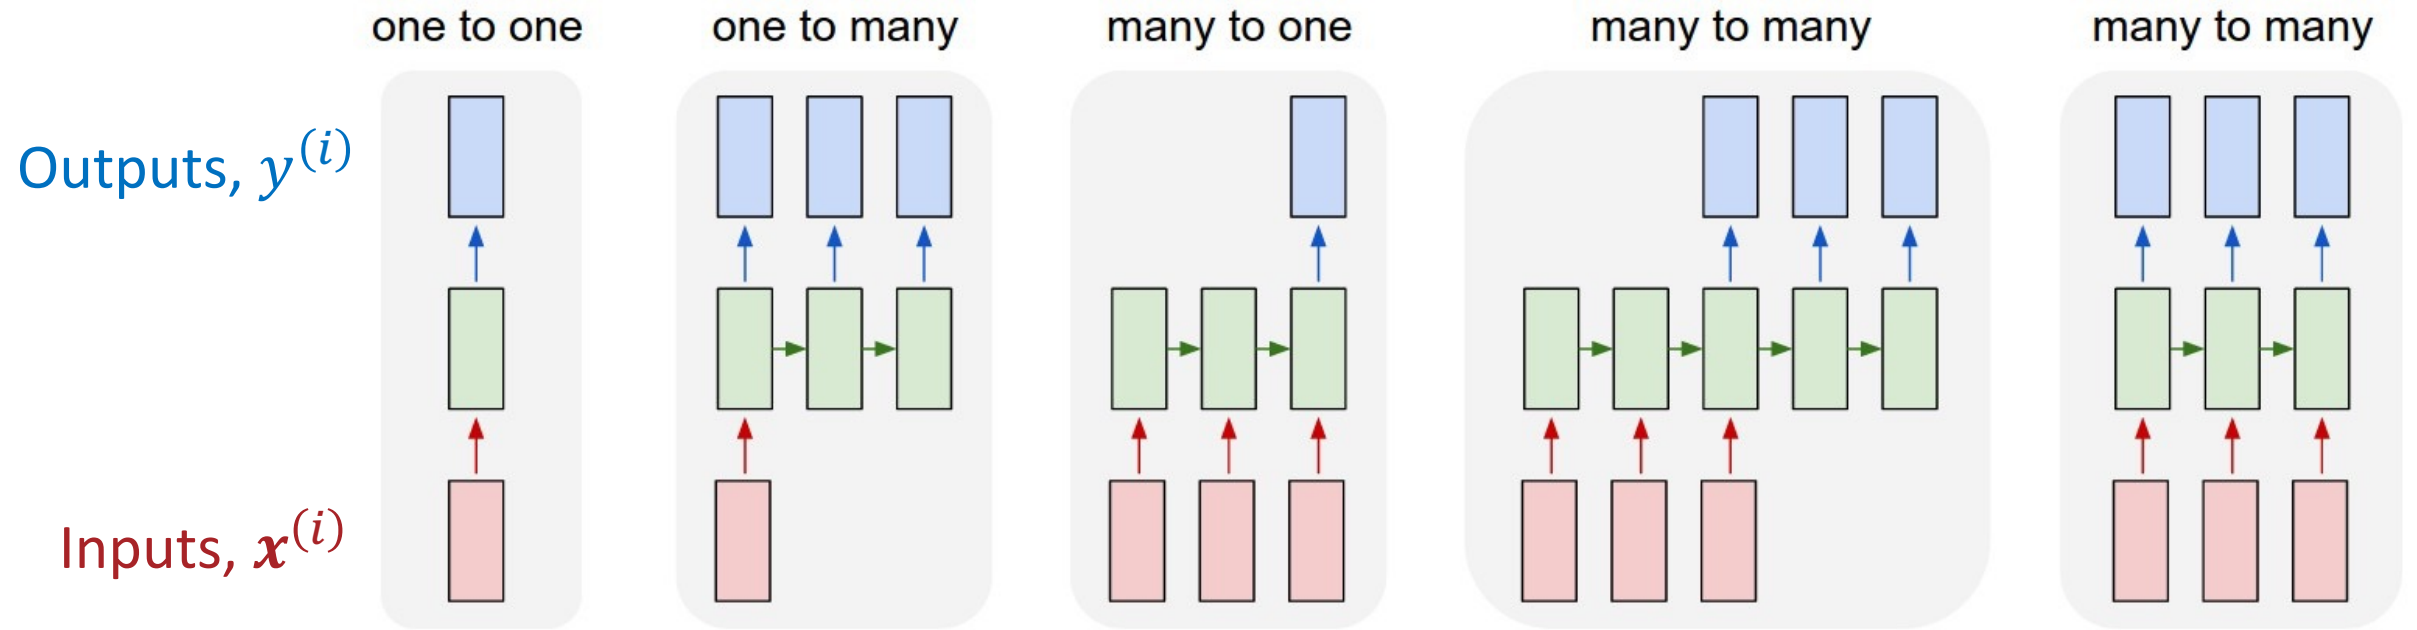 one to one
one to many
many to one
many to many
many to many
Outputs, y^(i)
Inputs, x^(i)